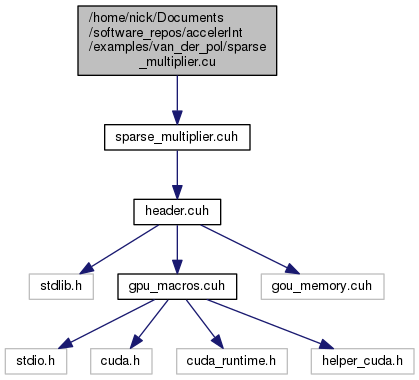 /home/nick/Documents
/software_repos/accelerInt
/examples/van_der_pol/sparse
_multiplier.cu
sparse_multiplier.cuh
header.cuh
stdlib.h
gpu_macros.cuh
gou_memory.cuh
stdio.h
cuda.h
cuda_runtime.h
helper_cuda.h